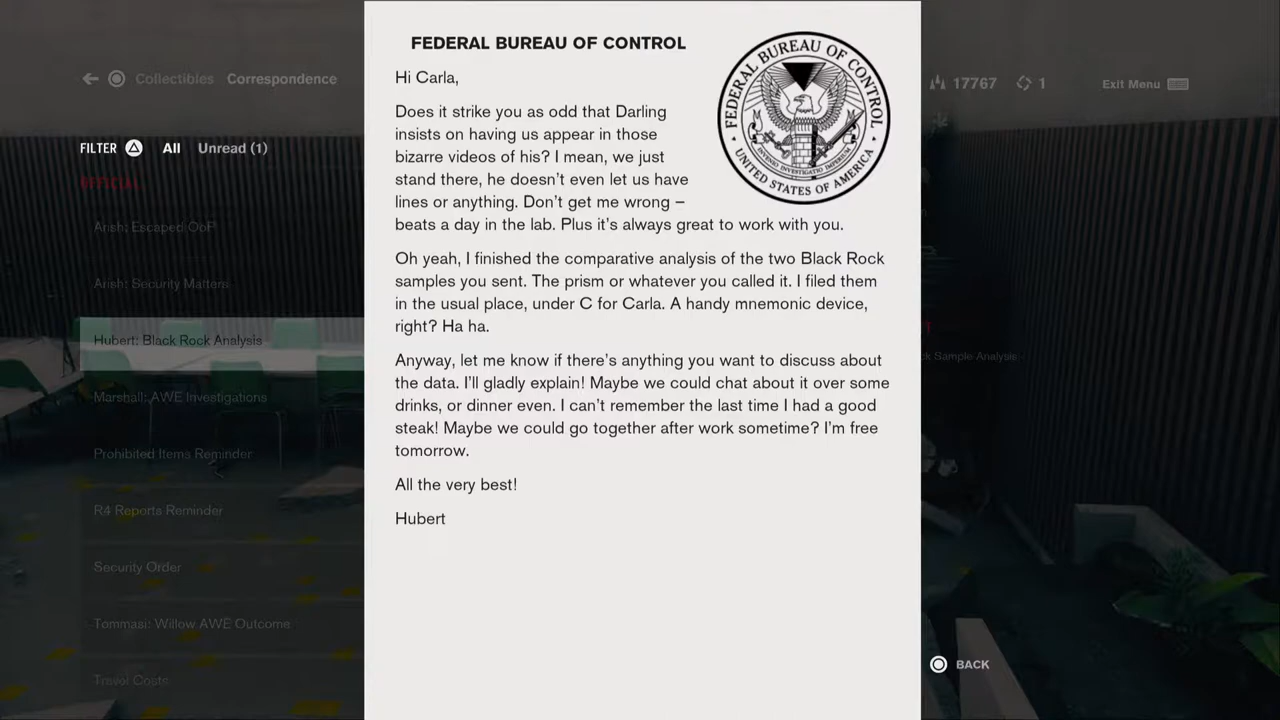 Collectibles Correspondence
17767 1
Exit Menu
FILTER All Unread (1)
OFFICIAL
Arish: Escaped OoP
Arish: Security Matters
Hubert: Black Rock Analysis
Marshall: AWE Investigations
Prohibited Items Reminder
R4 Reports Reminder
Security Order
Tommasi: Willow AWE Outcome
Travel Costs
FEDERAL BUREAU OF CONTROL
FEDERAL BUREAU OF CONTROL
INVENIO INVESTIGATIO IMPERIUM
UNITED STATES OF AMERICA
Hi Carla,
Does it strike you as odd that Darling
insists on having us appear in those
bizarre videos of his? I mean, we just
stand there, he doesn't even let us have
lines or anything. Don't get me wrong –
beats a day in the lab. Plus it's always great to work with you.
Oh yeah, I finished the comparative analysis of the two Black Rock
samples you sent. The prism or whatever you called it. I filed them
in the usual place, under C for Carla. A handy mnemonic device,
right? Ha ha.
Anyway, let me know if there's anything you want to discuss about
the data. I'll gladly explain! Maybe we could chat about it over some
drinks, or dinner even. I can't remember the last time I had a good
steak! Maybe we could go together after work sometime? I'm free
tomorrow.
All the very best!
Hubert
ck Sample Analysis
BACK